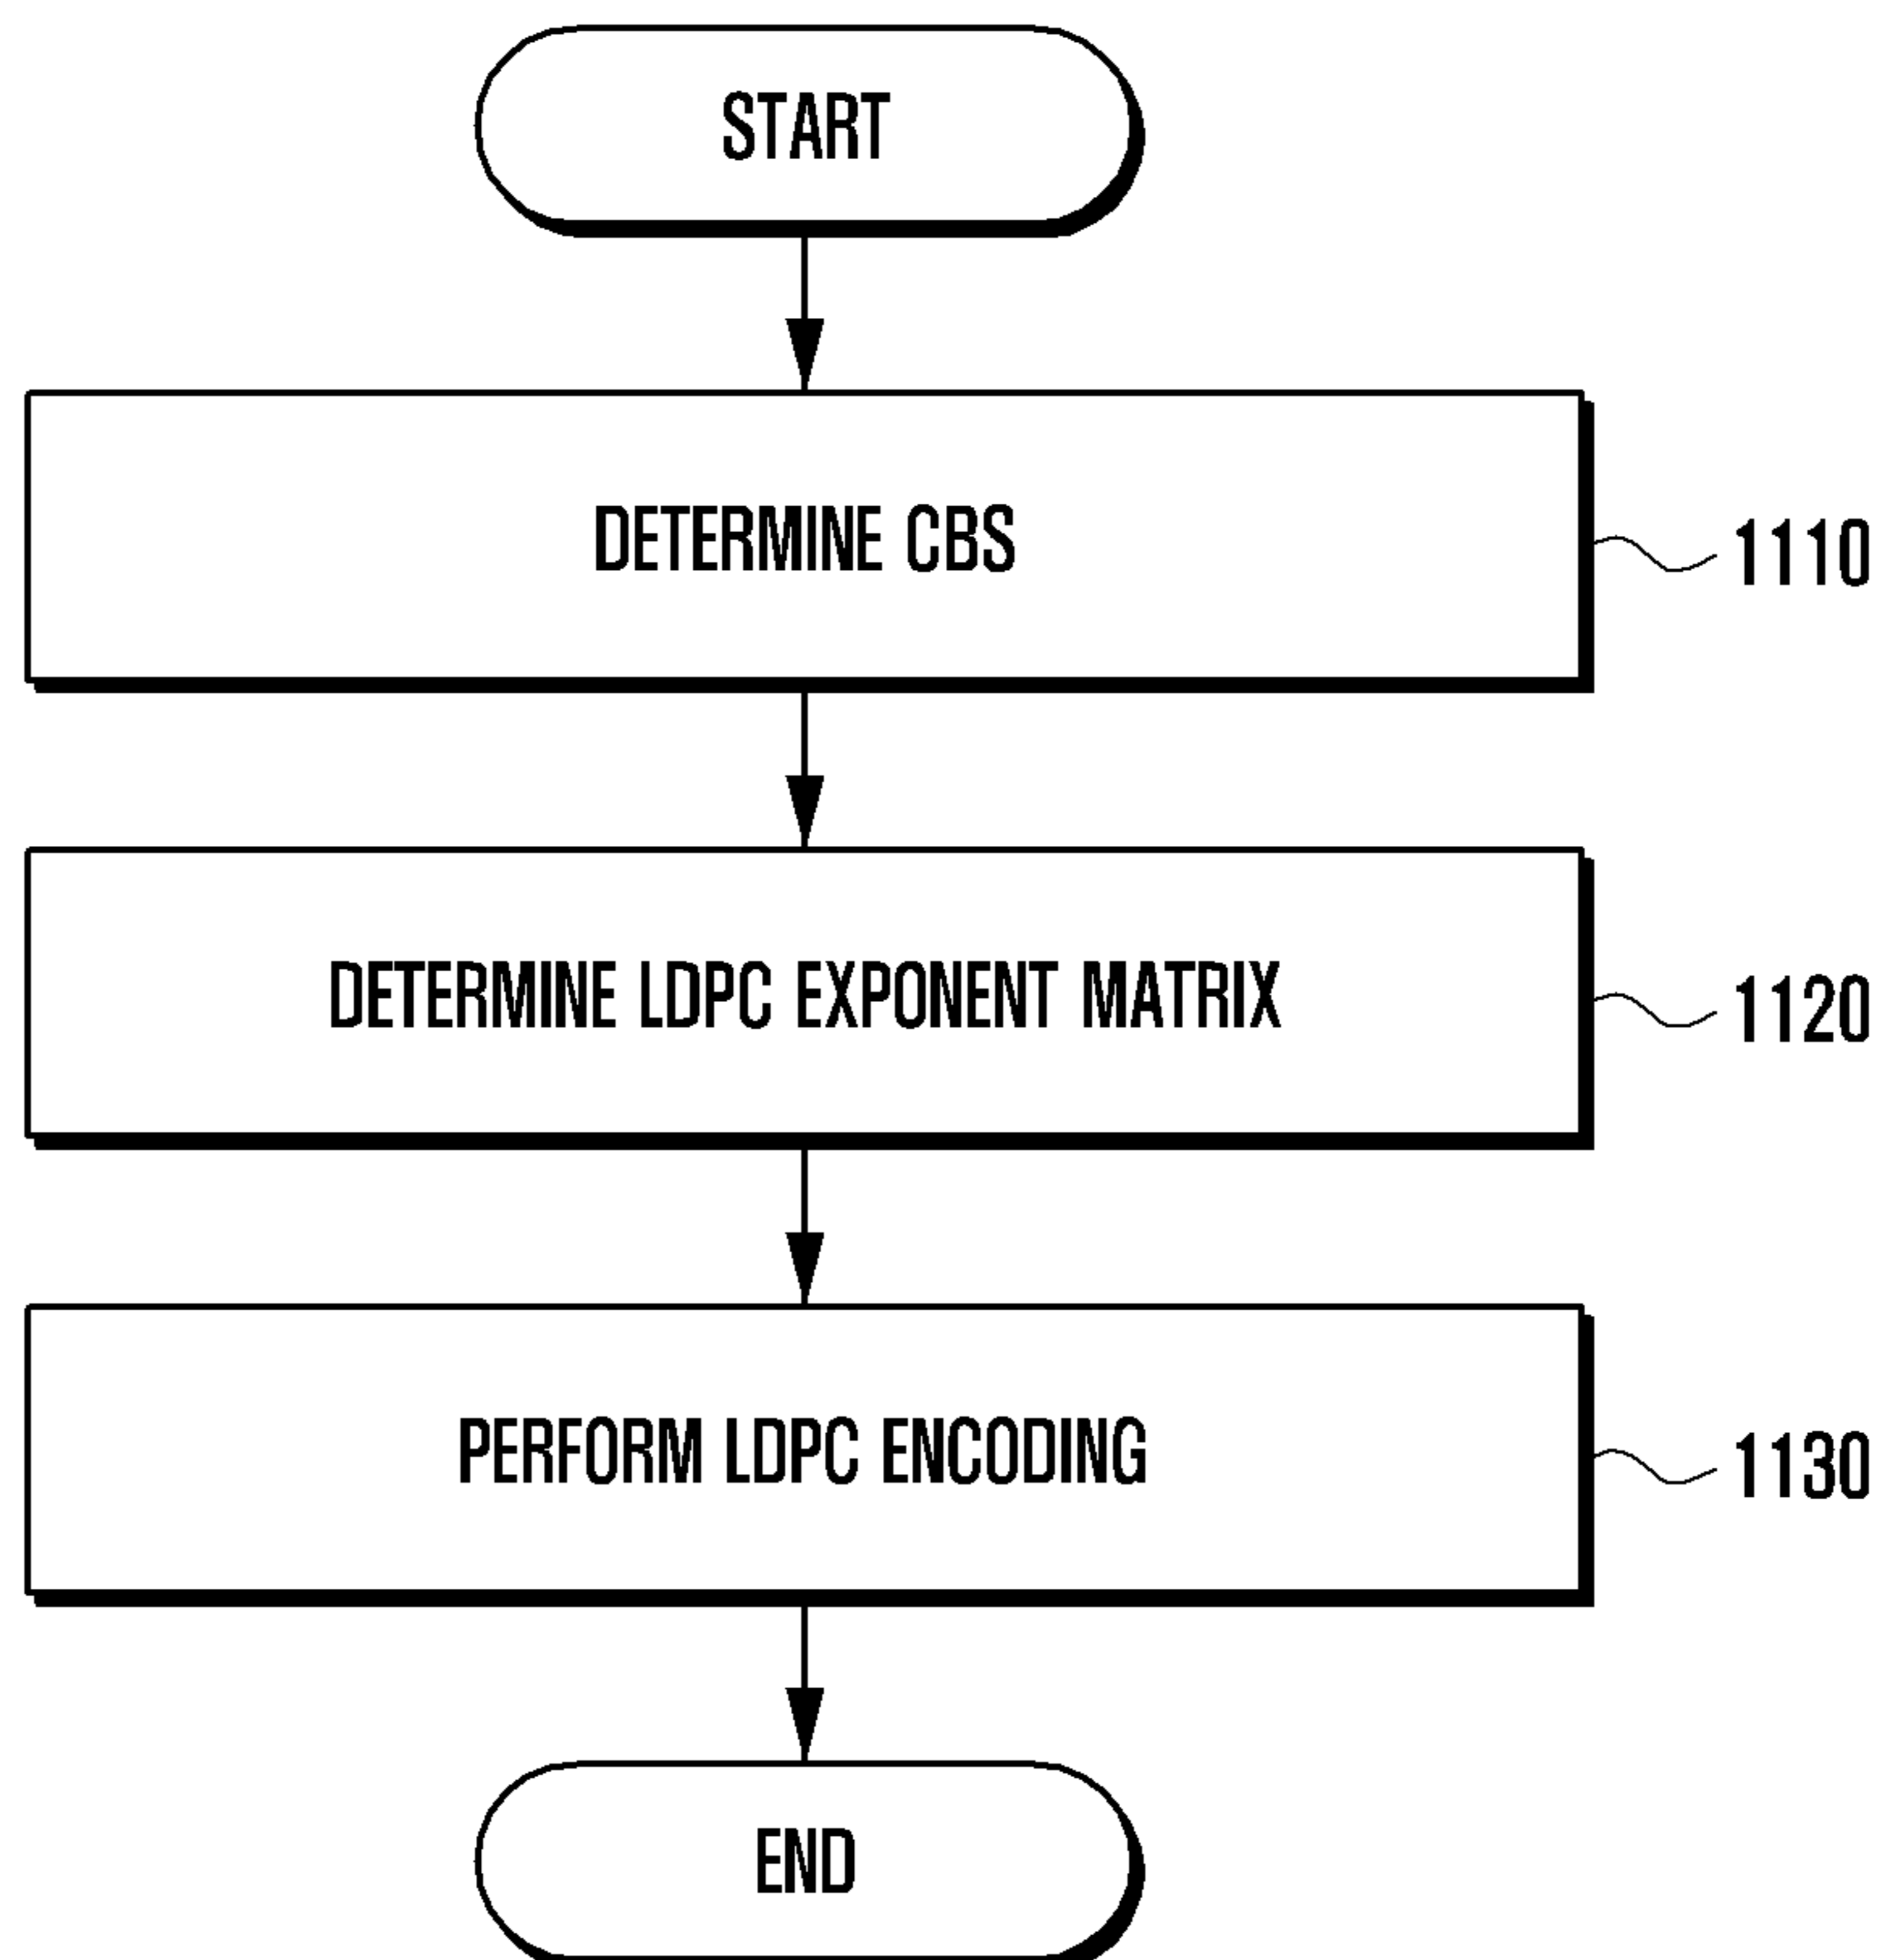 START
DETERMINE CBS
1110
DETERMINE LDPC EXPONENT MATRIX
1120
PERFORM LDPC ENCODING
1130
END